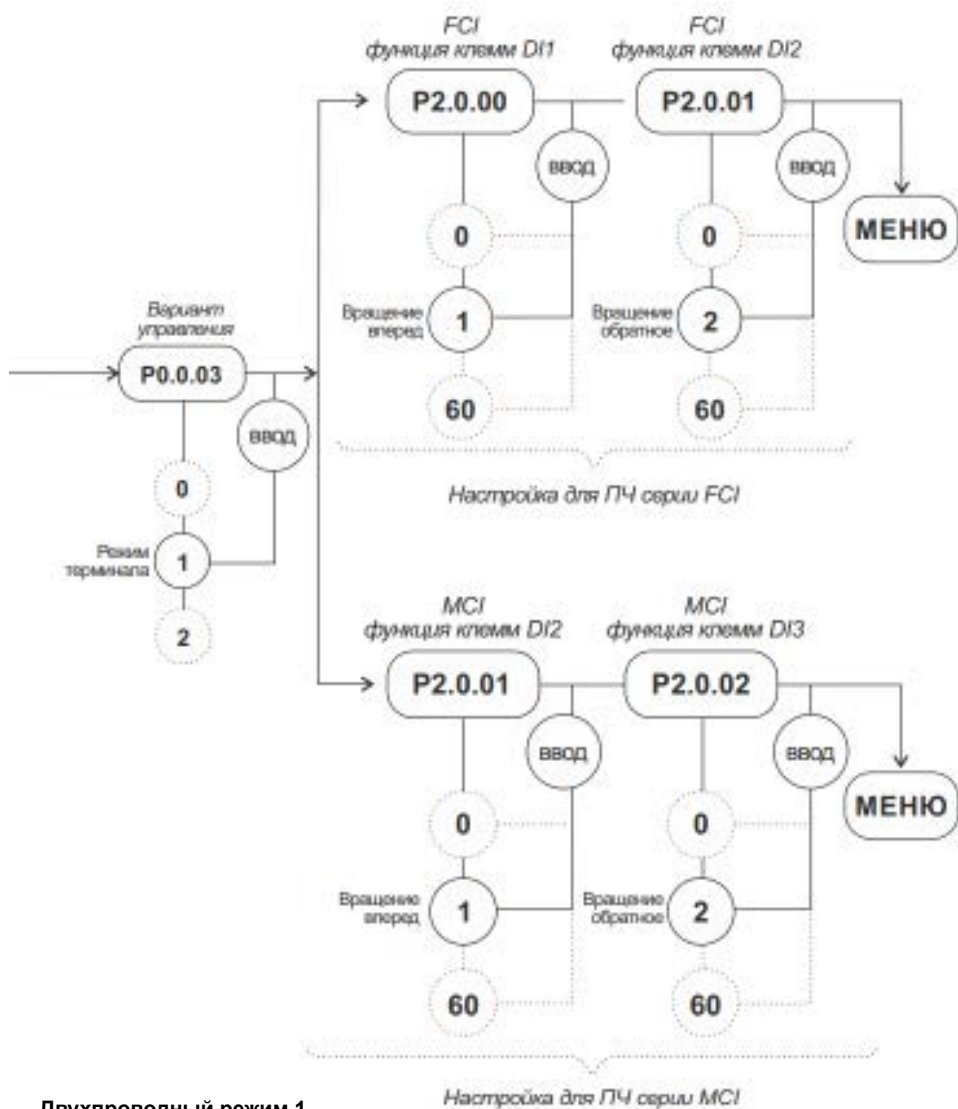 FCI
функция клемм DI1
FCI
функция клемм DI2
P2.0.00
P2.0.01
ВВОД
ВВОД
МЕНЮ
0
0
Вращение
вперед
1
Вращение
обратное
2
60
60
Настройка для ПЧ серии FCI
Вариант
управления
P0.0.03
ВВОД
0
Режим
терминала
1
2
MCI
функция клемм DI2
MCI
функция клемм DI3
P2.0.01
P2.0.02
ВВОД
ВВОД
МЕНЮ
0
0
Вращение
вперед
1
Вращение
обратное
2
60
60
Настройка для ПЧ серии MCI
Двухпроводный режим 1